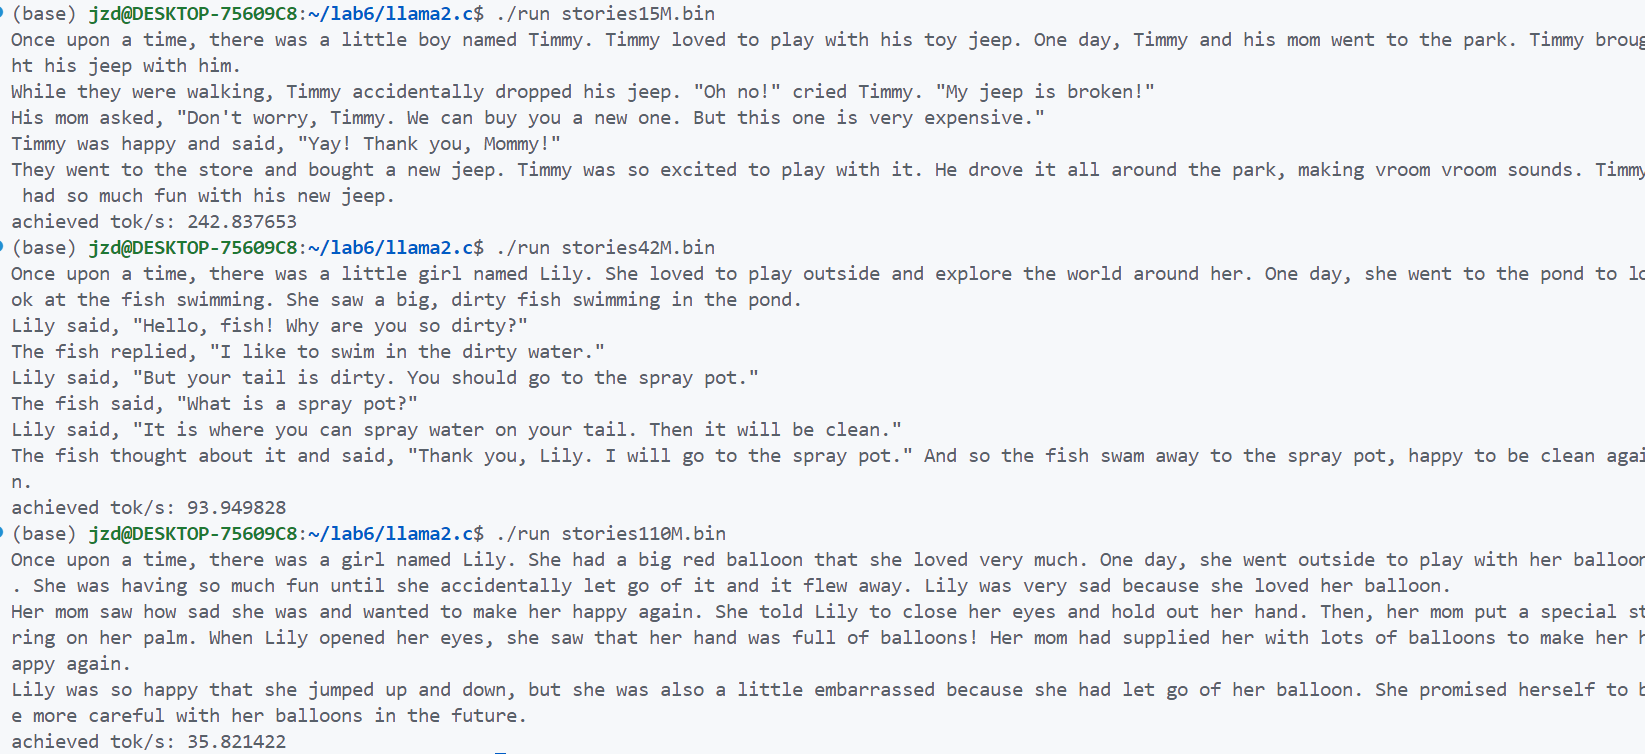 (base) jzd@DESKTOP-75609C8:~/lab6/llama2.c$ ./run stories15M.bin
Once upon a time, there was a little boy named Timmy. Timmy loved to play with his toy jeep. One day, Timmy and his mom went to the park. Timmy broug
ht his jeep with him.
While they were walking, Timmy accidentally dropped his jeep. "Oh no!" cried Timmy. "My jeep is broken!"
His mom asked, "Don't worry, Timmy. We can buy you a new one. But this one is very expensive."
Timmy was happy and said, "Yay! Thank you, Mommy!"
They went to the store and bought a new jeep. Timmy was so excited to play with it. He drove it all around the park, making vroom vroom sounds. Timmy
 had so much fun with his new jeep.
achieved tok/s: 242.837653
(base) jzd@DESKTOP-75609C8:~/lab6/llama2.c$ ./run stories42M.bin
Once upon a time, there was a little girl named Lily. She loved to play outside and explore the world around her. One day, she went to the pond to lo
ok at the fish swimming. She saw a big, dirty fish swimming in the pond.
Lily said, "Hello, fish! Why are you so dirty?"
The fish replied, "I like to swim in the dirty water."
Lily said, "But your tail is dirty. You should go to the spray pot."
The fish said, "What is a spray pot?"
Lily said, "It is where you can spray water on your tail. Then it will be clean."
The fish thought about it and said, "Thank you, Lily. I will go to the spray pot." And so the fish swam away to the spray pot, happy to be clean agai
n.
achieved tok/s: 93.949828
(base) jzd@DESKTOP-75609C8:~/lab6/llama2.c$ ./run stories110M.bin
Once upon a time, there was a girl named Lily. She had a big red balloon that she loved very much. One day, she went outside to play with her balloon
. She was having so much fun until she accidentally let go of it and it flew away. Lily was very sad because she loved her balloon.
Her mom saw how sad she was and wanted to make her happy again. She told Lily to close her eyes and hold out her hand. Then, her mom put a special st
ring on her palm. When Lily opened her eyes, she saw that her hand was full of balloons! Her mom had supplied her with lots of balloons to make her h
appy again.
Lily was so happy that she jumped up and down, but she was also a little embarrassed because she had let go of her balloon. She promised herself to b
e more careful with her balloons in the future.
achieved tok/s: 35.821422